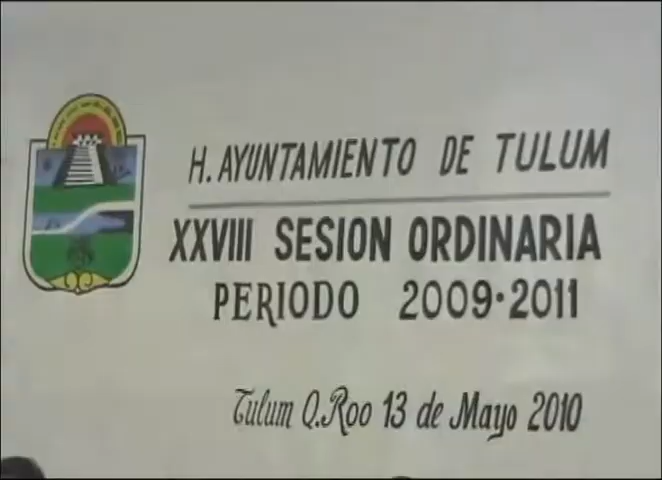 H. AYUNTAMIENTO DE TULUM
XXVIII SESION ORDINARIA
PERIODO 2009·2011
Tulum Q.Roo 13 de Mayo 2010